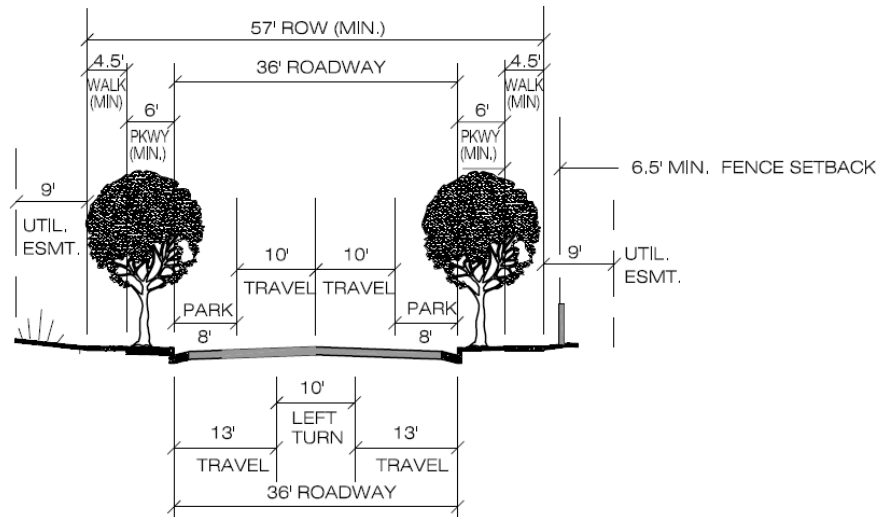 57' ROW (MIN.)
4.5'
36' ROADWAY
4.5'
WALK
(MIN)
WALK
(MIN)
6'
6'
PKWY
(MIN.)
PKWY
(MIN.)
6.5' MIN. FENCE SETBACK
9'
UTIL.
ESMT.
10'
10'
9'
UTIL.
ESMT.
TRAVEL
TRAVEL
PARK
PARK
8'
8'
10'
LEFT
TURN
13'
13'
TRAVEL
TRAVEL
36' ROADWAY